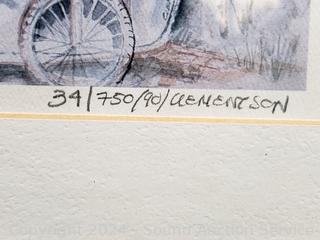 34/750/90/CLEMENTSON
Copyright 2024 - Sound Auction Service